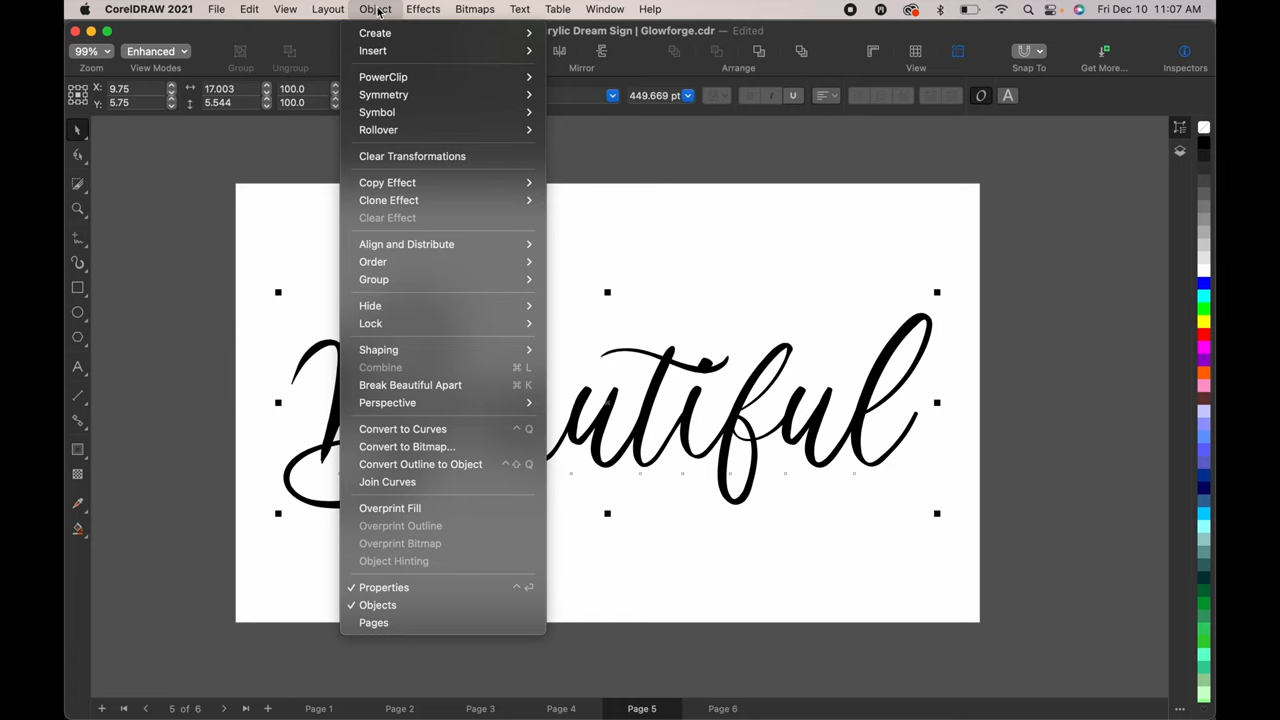 CorelDRAW 2021 File Edit View Layout Object Effects Bitmaps Text Table Window Help Fri Dec 10 11:07 AM
rylic Dream Sign | Glowforge.cdr — Edited
99% Enhanced
Zoom View Modes Group Ungroup Mirror Arrange View Snap To Get More... Inspectors
X: 9.75 17.003 100.0 449.669 pt
Y: 5.75 5.544 100.0
Create
Insert
PowerClip
Symmetry
Symbol
Rollover
Clear Transformations
Copy Effect
Clone Effect
Clear Effect
Align and Distribute
Order
Group
Hide
Lock
Shaping
Combine ⌘ L
Break Beautiful Apart ⌘ K
Perspective
Convert to Curves ^ Q
Convert to Bitmap...
Convert Outline to Object ^ ⇧ Q
Join Curves
Overprint Fill
Overprint Outline
Overprint Bitmap
Object Hinting
✓ Properties ^ ↩
✓ Objects
Pages
utiful
5 of 6 Page 1 Page 2 Page 3 Page 4 Page 5 Page 6